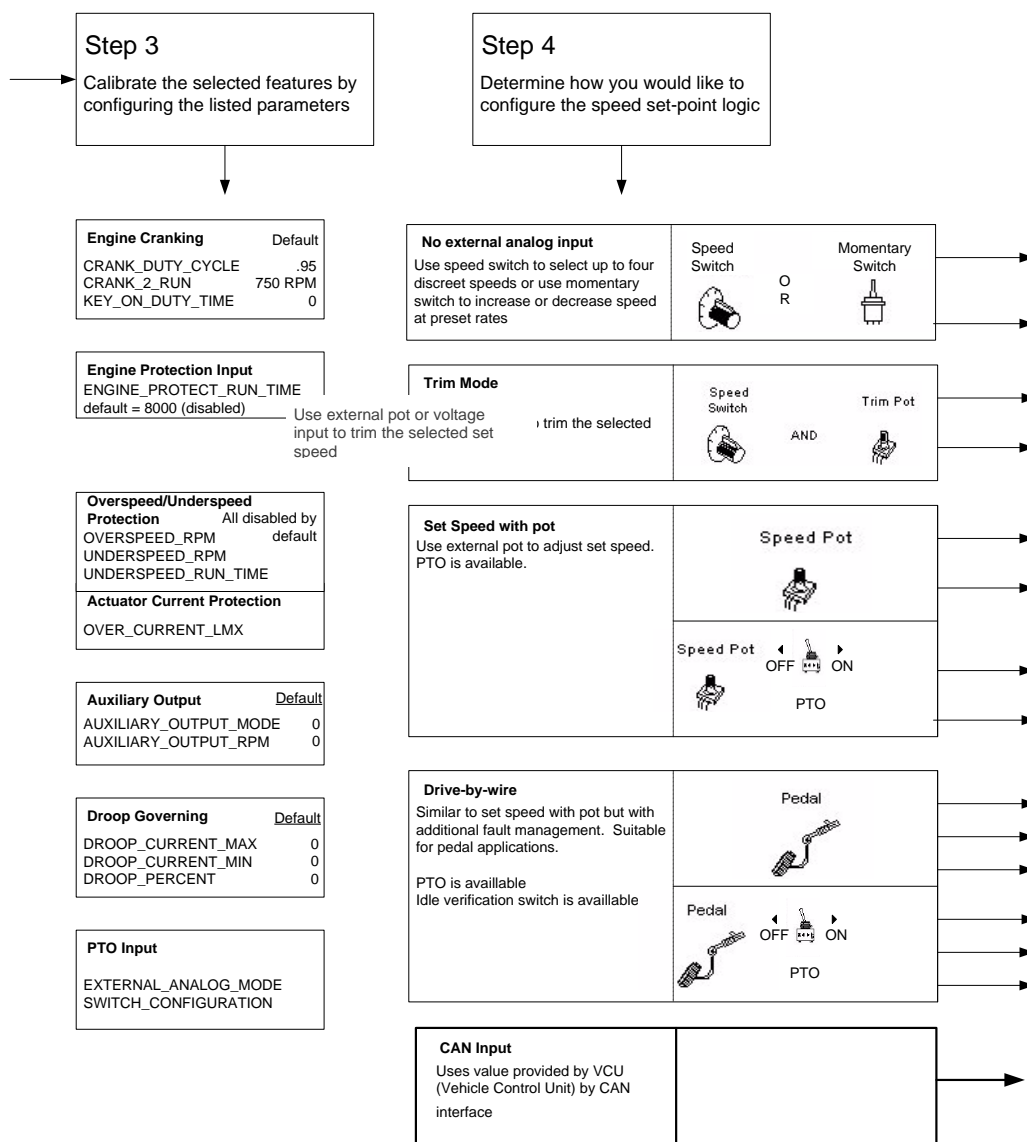 Step 3
Calibrate the selected features by
configuring the listed parameters
Step 4
Determine how you would like to
configure the speed set-point logic
Engine Cranking Default
CRANK_DUTY_CYCLE .95
CRANK_2_RUN 750 RPM
KEY_ON_DUTY_TIME 0
Engine Protection Input
ENGINE_PROTECT_RUN_TIME
default = 8000 (disabled)
Overspeed/Underspeed
Protection All disabled by
OVERSPEED_RPM default
UNDERSPEED_RPM
UNDERSPEED_RUN_TIME
Actuator Current Protection
OVER_CURRENT_LMX
Auxiliary Output Default
AUXILIARY_OUTPUT_MODE 0
AUXILIARY_OUTPUT_RPM 0
Droop Governing Default
DROOP_CURRENT_MAX 0
DROOP_CURRENT_MIN 0
DROOP_PERCENT 0
PTO Input
EXTERNAL_ANALOG_MODE
SWITCH_CONFIGURATION
No external analog input
Use speed switch to select up to four
discreet speeds or use momentary
switch to increase or decrease speed
at preset rates
Speed
Switch
O
R
Momentary
Switch
Trim Mode
Use external pot or voltage
input to trim the selected set
speed
trim the selected
Speed
Switch
AND
Trim Pot
Set Speed with pot
Use external pot to adjust set speed.
PTO is available.
Speed Pot
Speed Pot
OFF ON
PTO
Drive-by-wire
Similar to set speed with pot but with
additional fault management. Suitable
for pedal applications.
PTO is availlable
Idle verification switch is availlable
Pedal
Pedal
OFF ON
PTO
CAN Input
Uses value provided by VCU
(Vehicle Control Unit) by CAN
interface